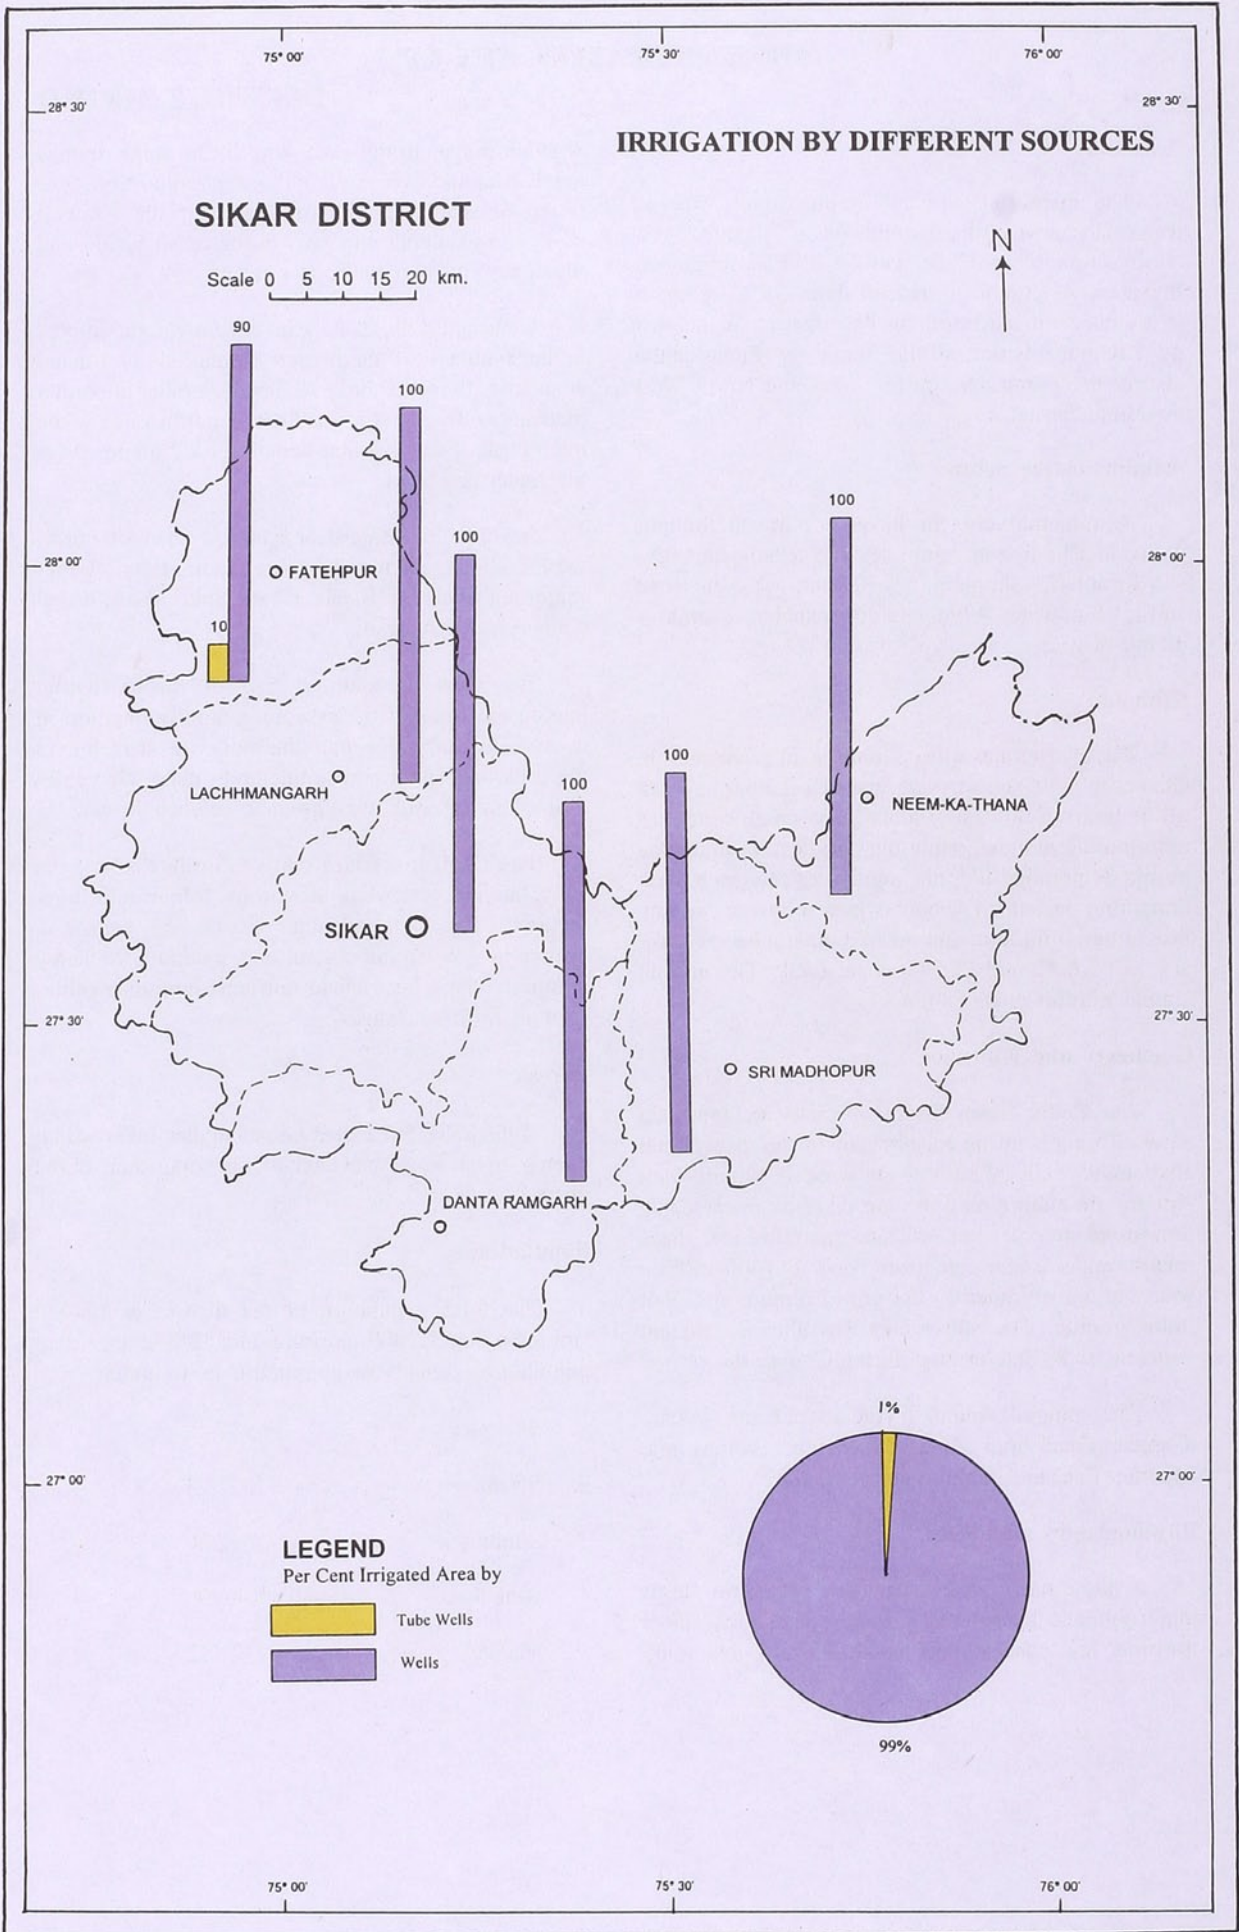 75° 00'
75° 30'
76° 00'
28° 30'
28° 30'
IRRIGATION BY DIFFERENT SOURCES
SIKAR DISTRICT
N
Scale 0 5 10 15 20 km.
90
100
100
100
28° 00'
28° 00'
FATEHPUR
10
100
100
LACHHMANGARH
NEEM-KA-THANA
SIKAR
27° 30'
27° 30'
SRI MADHOPUR
DANTA RAMGARH
1%
27° 00'
27° 00'
LEGEND
Per Cent Irrigated Area by
Tube Wells
Wells
99%
75° 00'
75° 30'
76° 00'